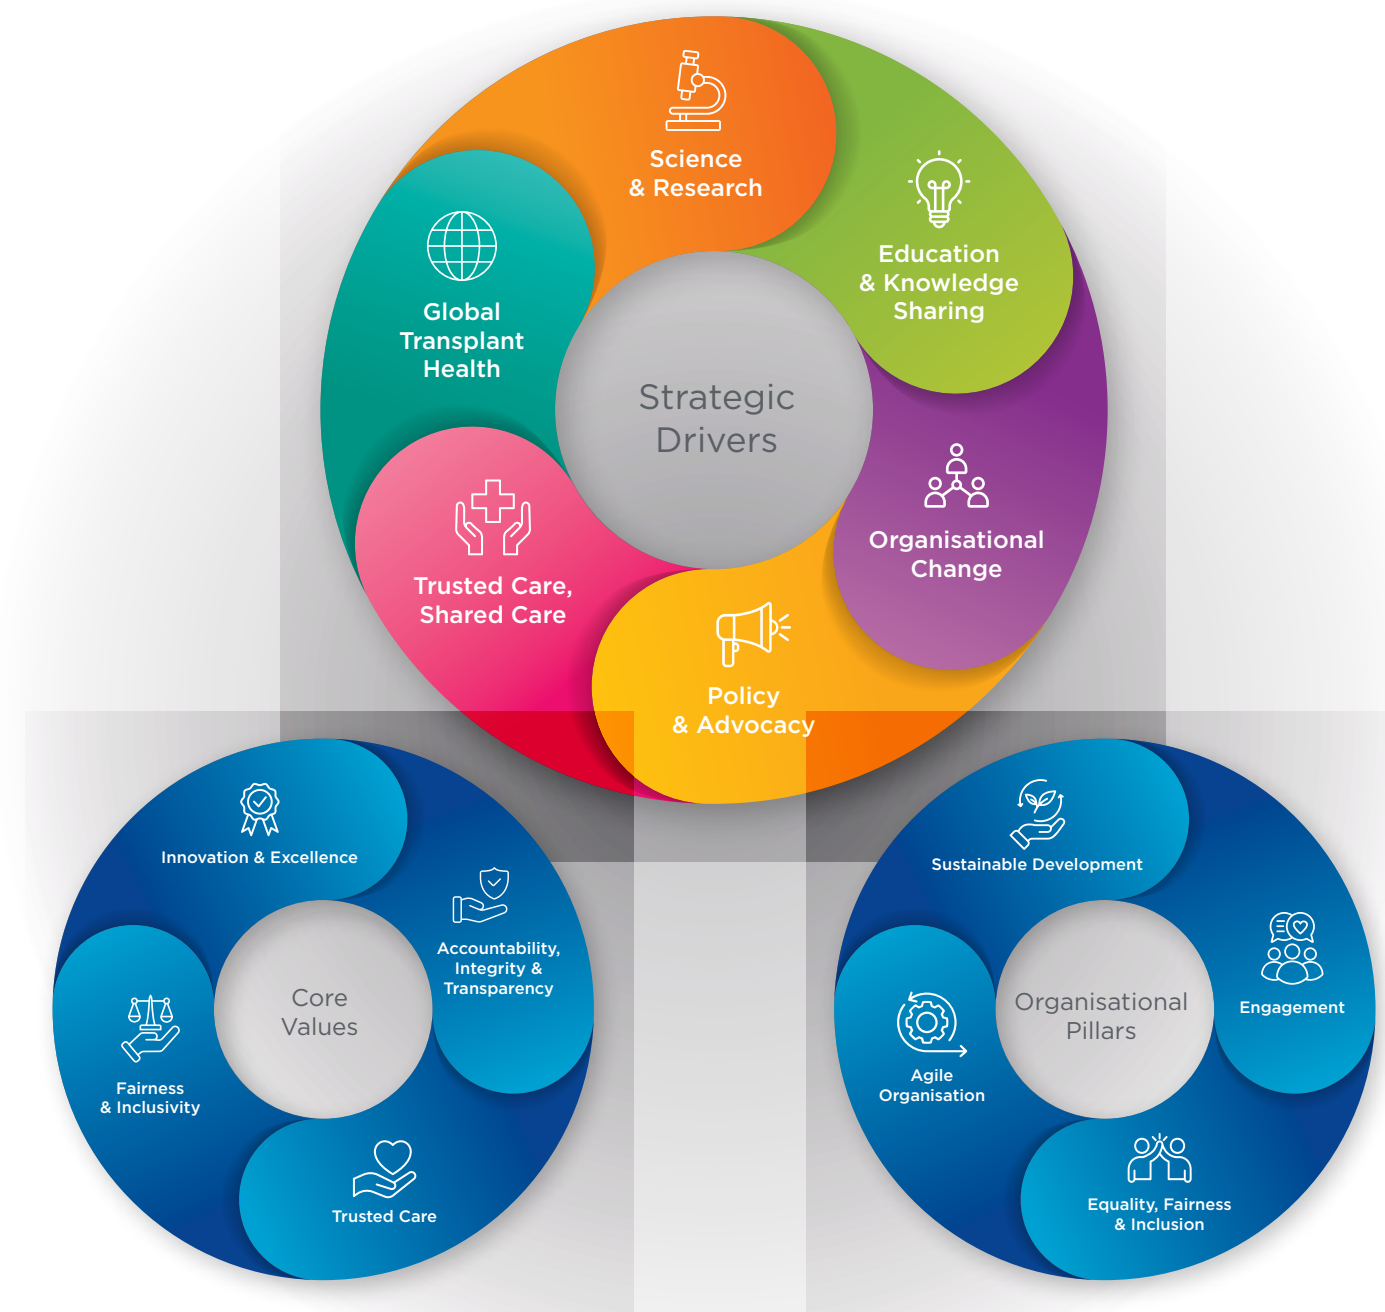 Science
& Research
Education
& Knowledge
Sharing
Global
Transplant
Health
Strategic
Drivers
Organisational
Change
Trusted Care,
Shared Care
Policy
& Advocacy
Innovation & Excellence
Accountability,
Integrity &
Transparency
Core
Values
Fairness
& Inclusivity
Trusted Care
Sustainable Development
Engagement
Organisational
Pillars
Agile
Organisation
Equality, Fairness
& Inclusion